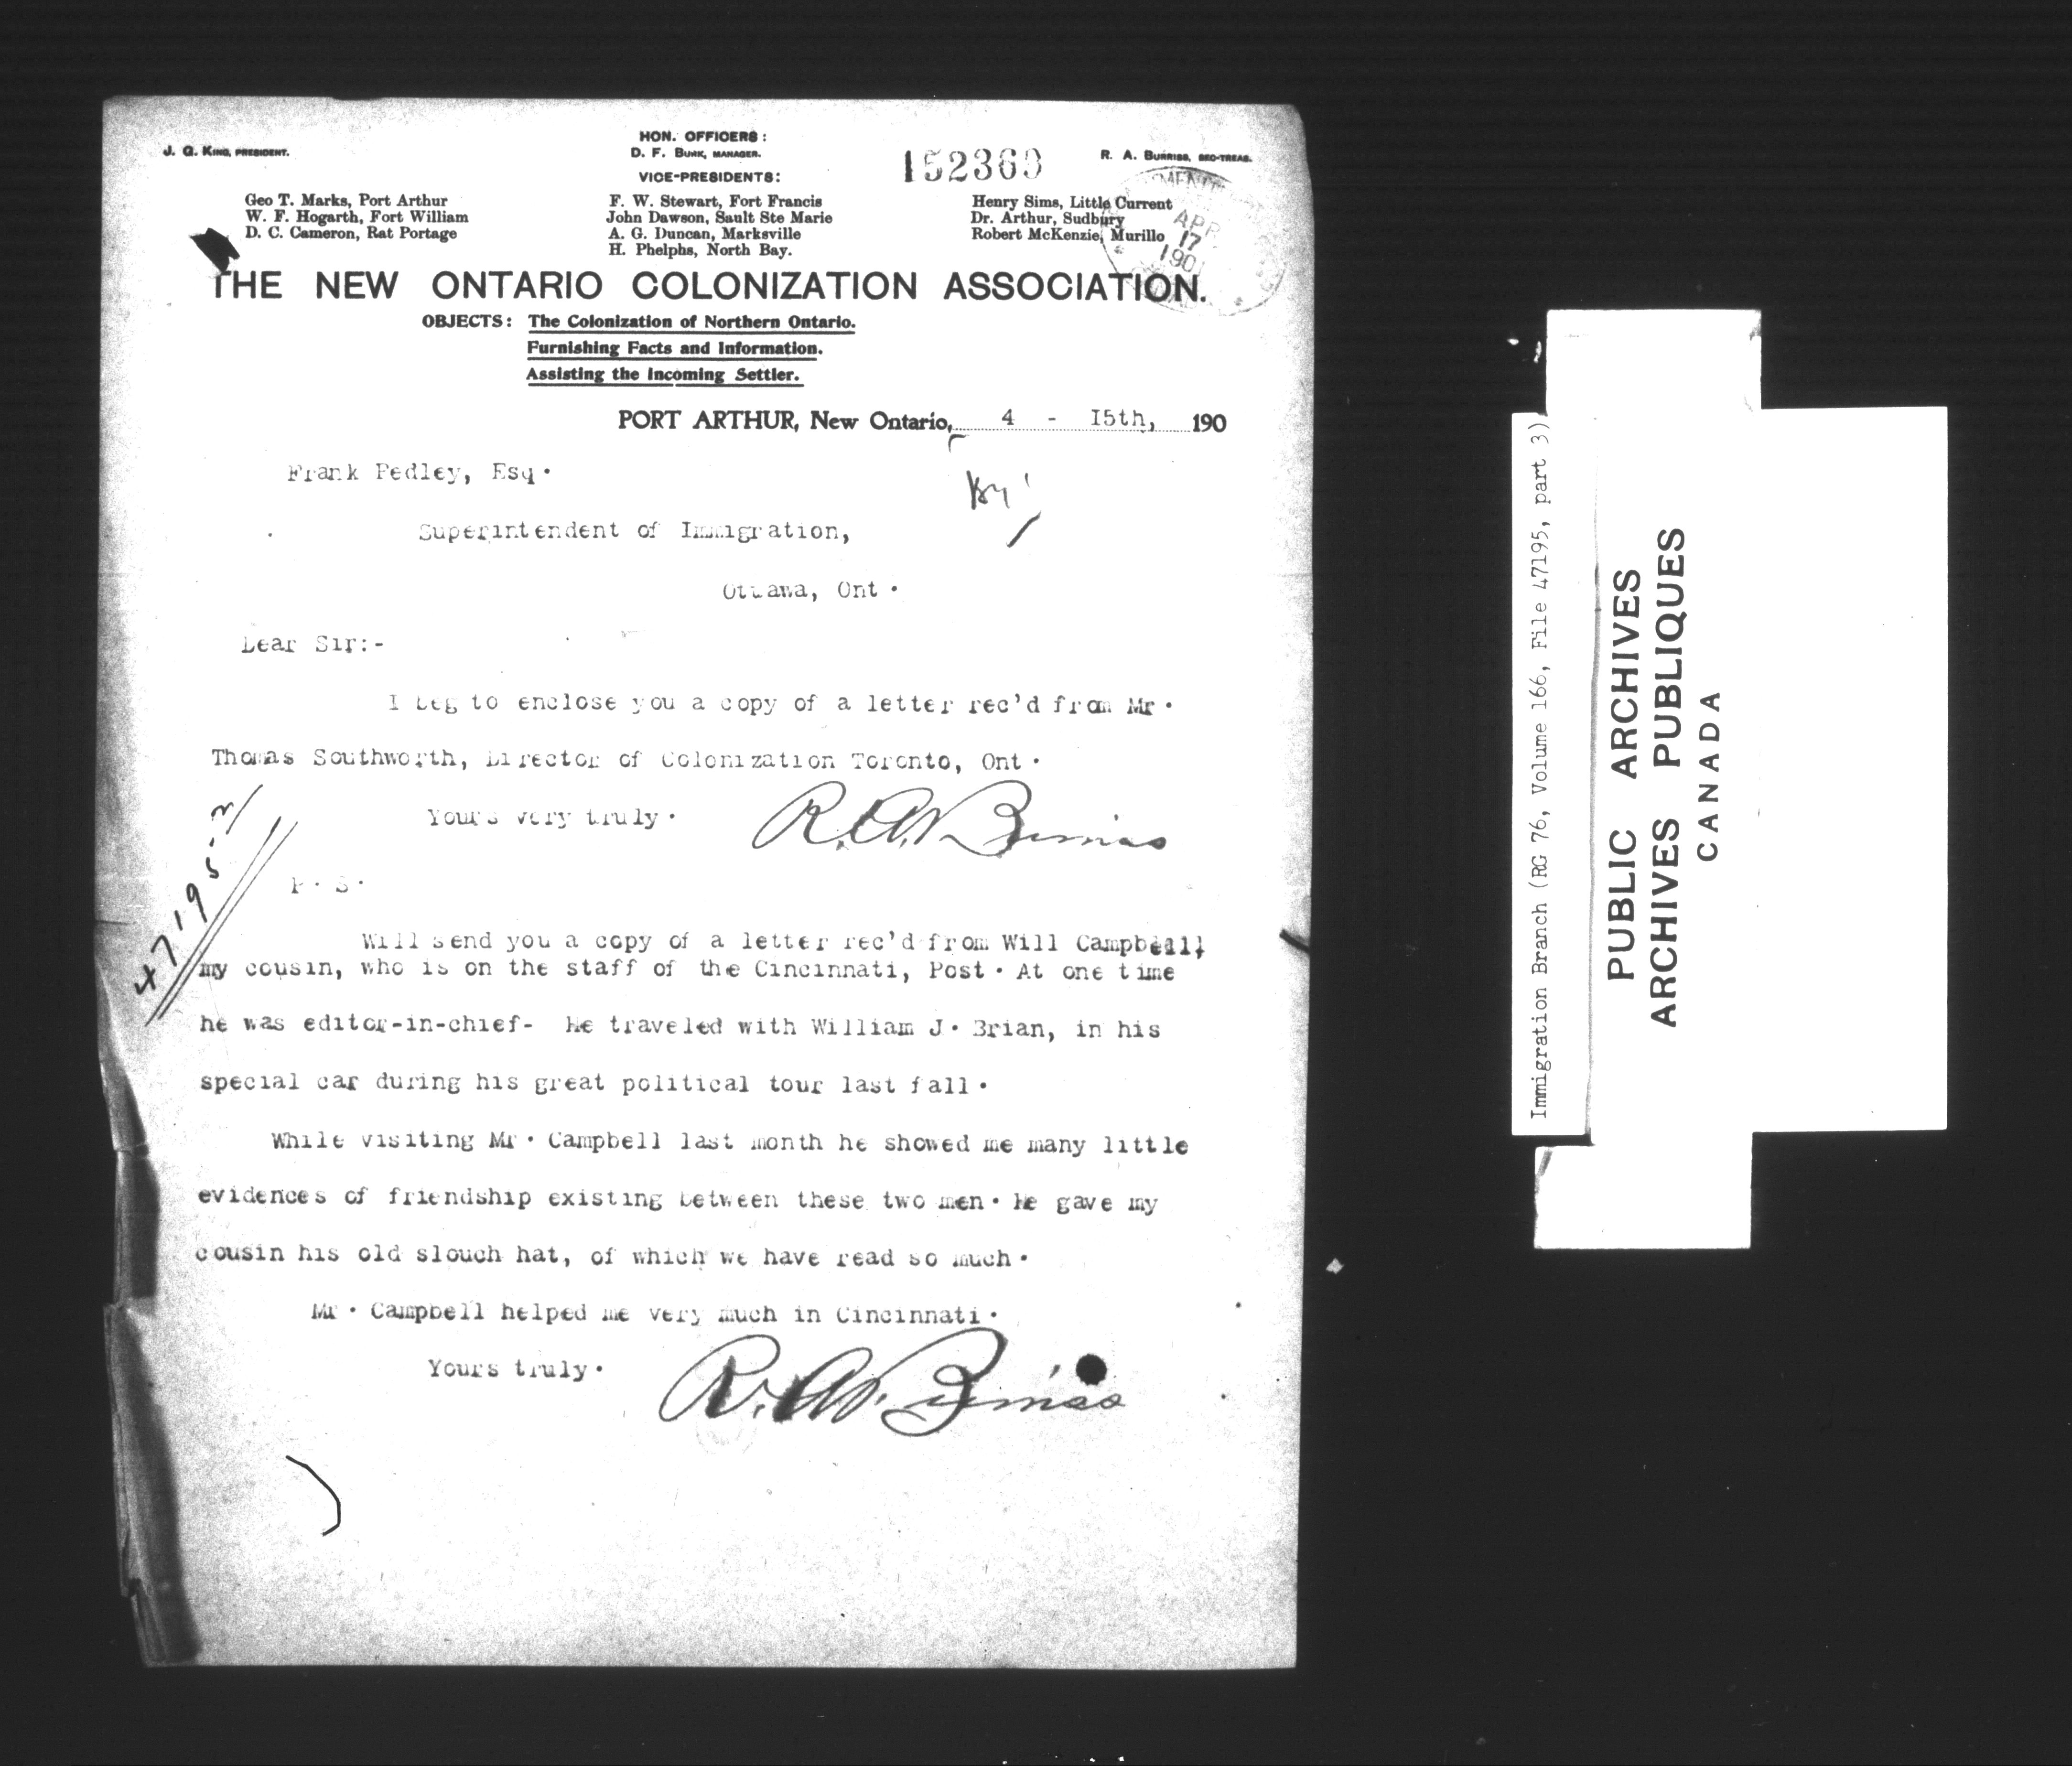 HON. OFFICERS:
J. G. KING, PRESIDENT.
D. F. BURK, MANAGER.
R. A. BURRISS, SEC-TREAS.
152363
VICE-PRESIDENTS:
Geo T. Marks, Port Arthur
W. F. Hogarth, Fort William
D. C. Cameron, Rat Portage
F. W. Stewart, Fort Francis
John Dawson, Sault Ste Marie
A. G. Duncan, Marksville
H. Phelphs, North Bay.
Henry Sims, Little Current
Dr. Arthur, Sudbury
Robert McKenzie, Murillo
APR 17 1901
THE NEW ONTARIO COLONIZATION ASSOCIATION.
OBJECTS: The Colonization of Northern Ontario.
Furnishing Facts and Information.
Assisting the Incoming Settler.
PORT ARTHUR, New Ontario, 4 - I5th, 190
Frank Pedley, Esq.
Superintendent of Immigration,
Ottawa, Ont.
Dear Sir:-
I beg to enclose you a copy of a letter rec'd from Mr.
Thomas Southworth, Director of Colonization Toronto, Ont.
Yours very truly. R. A. Burriss
47195-2
P. S.
Will send you a copy of a letter rec'd from Will Campbell,
my cousin, who is on the staff of the Cincinnati, Post. At one time
he was editor-in-chief- He traveled with William J. Brian, in his
special car during his great political tour last fall.
While visiting Mr. Campbell last month he showed me many little
evidences of friendship existing between these two men. He gave my
cousin his old slouch hat, of which we have read so much.
Mr. Campbell helped me very much in Cincinnati.
Yours truly. R. A. Burriss
Immigration Branch (RG 76, Volume 166, File 47195, part 3)
PUBLIC ARCHIVES
ARCHIVES PUBLIQUES
CANADA